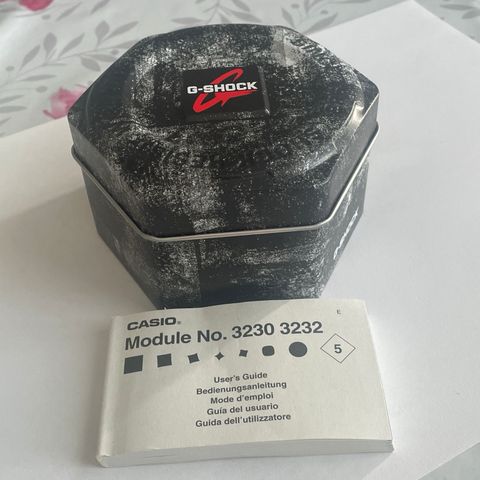 G-SHOCK
CASIO®
E
Module No. 3230 3232
5
User's Guide
Bedienungsanleitung
Mode d'emploi
Guía del usuario
Guida dell'utilizzatore